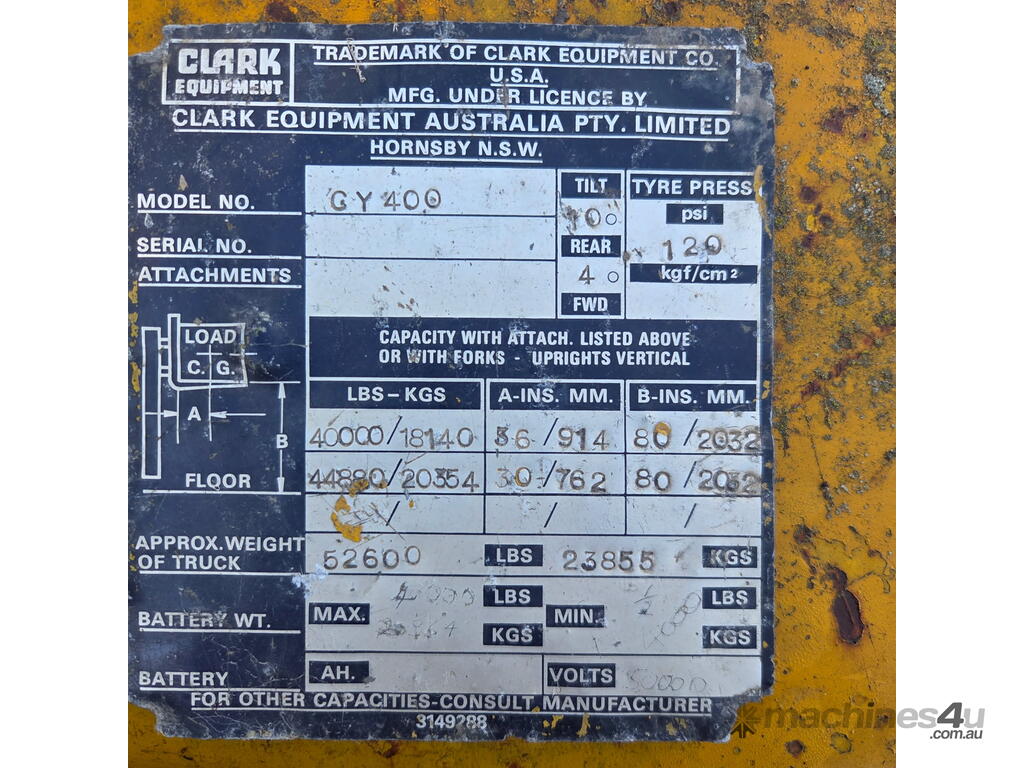 CLARK
EQUIPMENT
TRADEMARK OF CLARK EQUIPMENT CO.
U.S.A.
MFG. UNDER LICENCE BY
CLARK EQUIPMENT AUSTRALIA PTY. LIMITED
HORNSBY N.S.W.
MODEL NO. CY 400
SERIAL NO.
ATTACHMENTS
TILT
10°
REAR
4°
FWD
TYRE PRESS
psi
120
kgf/cm²
CAPACITY WITH ATTACH. LISTED ABOVE
OR WITH FORKS - UPRIGHTS VERTICAL
LOAD
C. G.
A
B
FLOOR
LBS-KGS A-INS. MM. B-INS. MM.
40000/18140 36/914 80/2032
44880/20354 30/762 80/2032
/ / /
APPROX. WEIGHT
OF TRUCK
52600 LBS 23855 KGS
BATTERY WT. MAX. LBS MIN. LBS
KGS KGS
BATTERY AH. VOLTS
FOR OTHER CAPACITIES-CONSULT MANUFACTURER
3149288
machines4u
.com.au